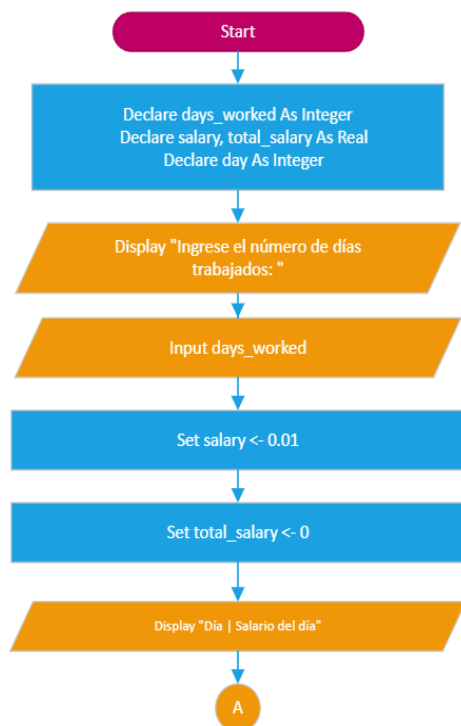 Start
Declare days_worked As Integer
Declare salary, total_salary As Real
Declare day As Integer
Display "Ingrese el número de días
trabajados: "
Input days_worked
Set salary <- 0.01
Set total_salary <- 0
Display "Día | Salario del día"
A